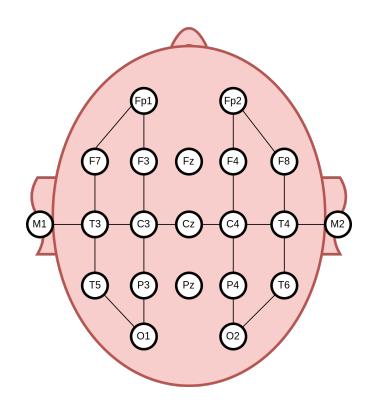 Fp1 Fp2
F7 F3 Fz F4 F8
M1 T3 C3 Cz C4 T4 M2
T5 P3 Pz P4 T6
O1 O2